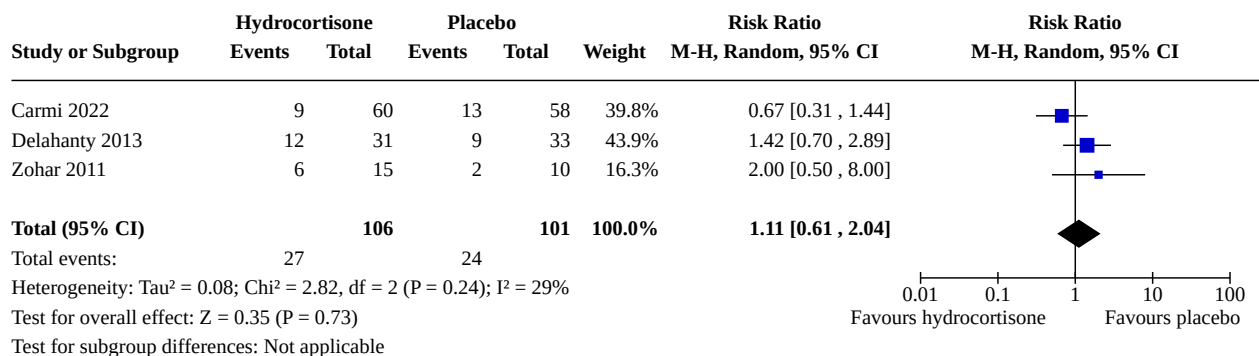 Hydrocortisone Placebo Risk Ratio Risk Ratio
Study or Subgroup Events Total Events Total Weight M-H, Random, 95% CI M-H, Random, 95% CI
Carmi 2022 9 60 13 58 39.8% 0.67 [0.31 , 1.44]
Delahanty 2013 12 31 9 33 43.9% 1.42 [0.70 , 2.89]
Zohar 2011 6 15 2 10 16.3% 2.00 [0.50 , 8.00]
Total (95% CI) 106 101 100.0% 1.11 [0.61 , 2.04]
Total events: 27 24
Heterogeneity: Tau² = 0.08; Chi² = 2.82, df = 2 (P = 0.24); I² = 29%
0.01 0.1 1 10 100
Test for overall effect: Z = 0.35 (P = 0.73)
Favours hydrocortisone Favours placebo
Test for subgroup differences: Not applicable